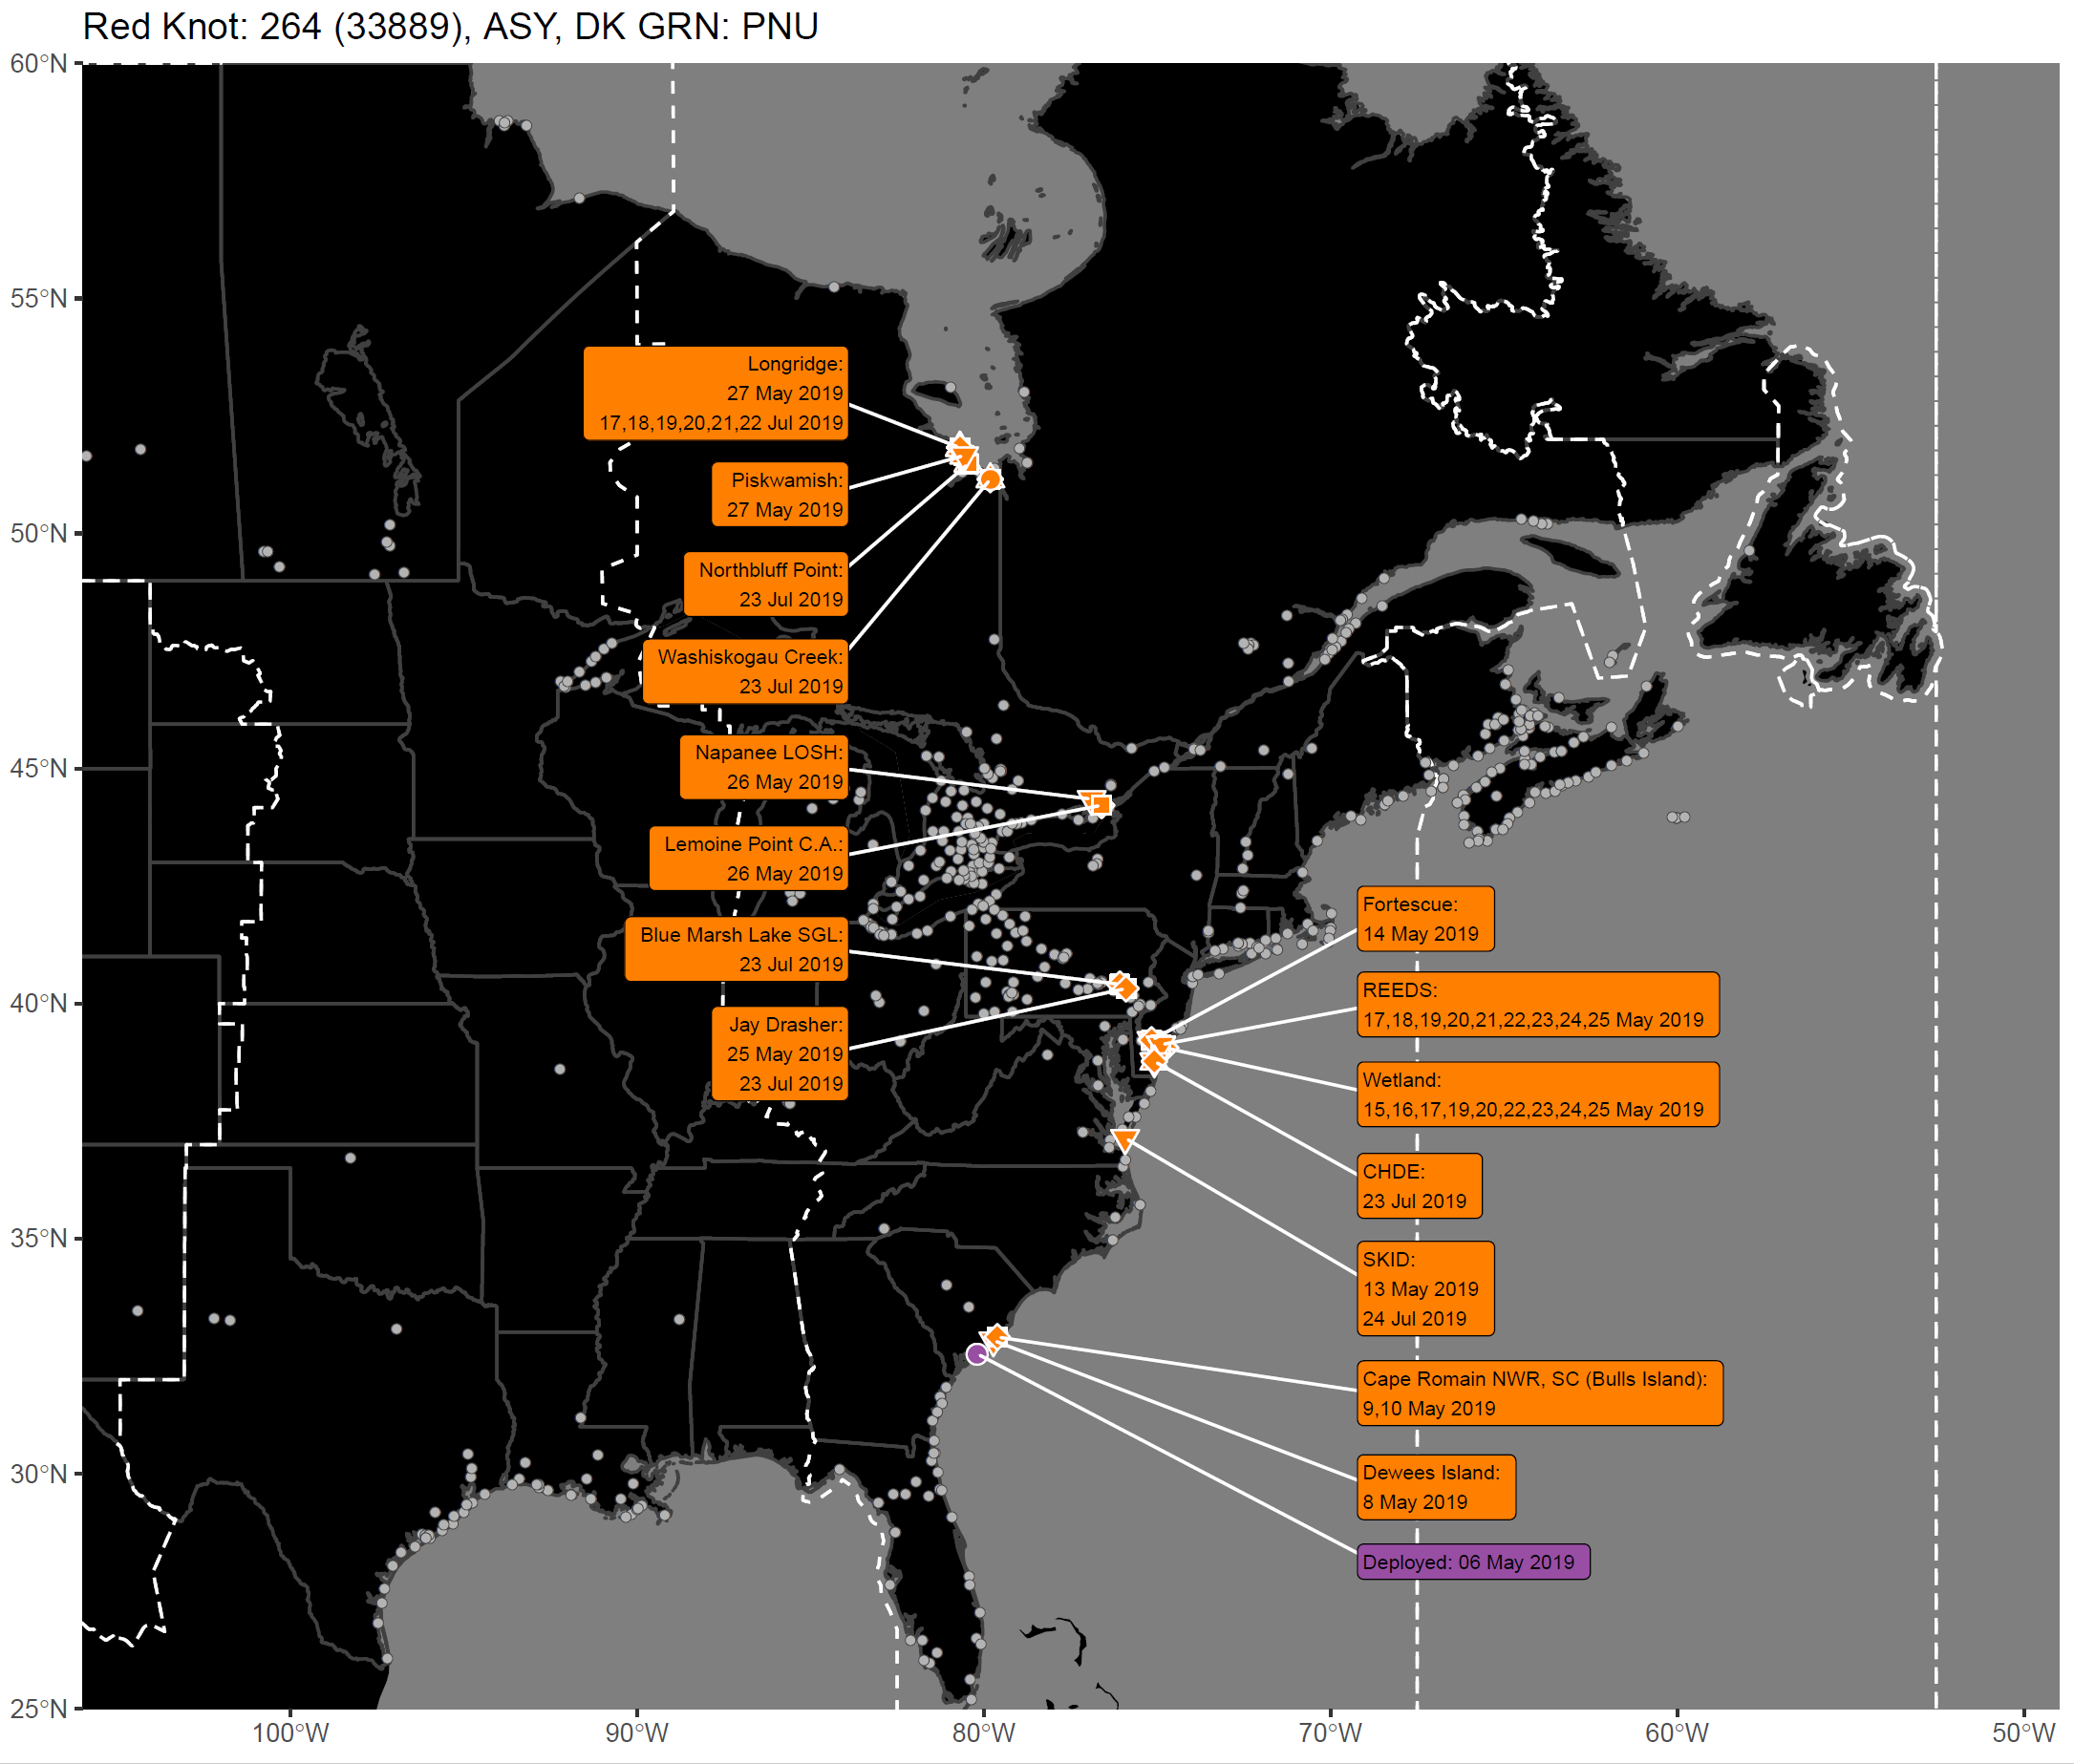 Red Knot: 264 (33889), ASY, DK GRN: PNU
60°N
55°N
50°N
45°N
40°N
35°N
30°N
25°N
Longridge:
27 May 2019
17,18,19,20,21,22 Jul 2019
Piskwamish:
27 May 2019
Northbluff Point:
23 Jul 2019
Washiskogau Creek:
23 Jul 2019
Napanee LOSH:
26 May 2019
Lemoine Point C.A.:
26 May 2019
Blue Marsh Lake SGL:
23 Jul 2019
Jay Drasher:
25 May 2019
23 Jul 2019
Fortescue:
14 May 2019
REEDS:
17,18,19,20,21,22,23,24,25 May 2019
Wetland:
15,16,17,19,20,22,23,24,25 May 2019
CHDE:
23 Jul 2019
SKID:
13 May 2019
24 Jul 2019
Cape Romain NWR, SC (Bulls Island):
9,10 May 2019
Dewees Island:
8 May 2019
Deployed: 06 May 2019
100°W
90°W
80°W
70°W
60°W
50°W